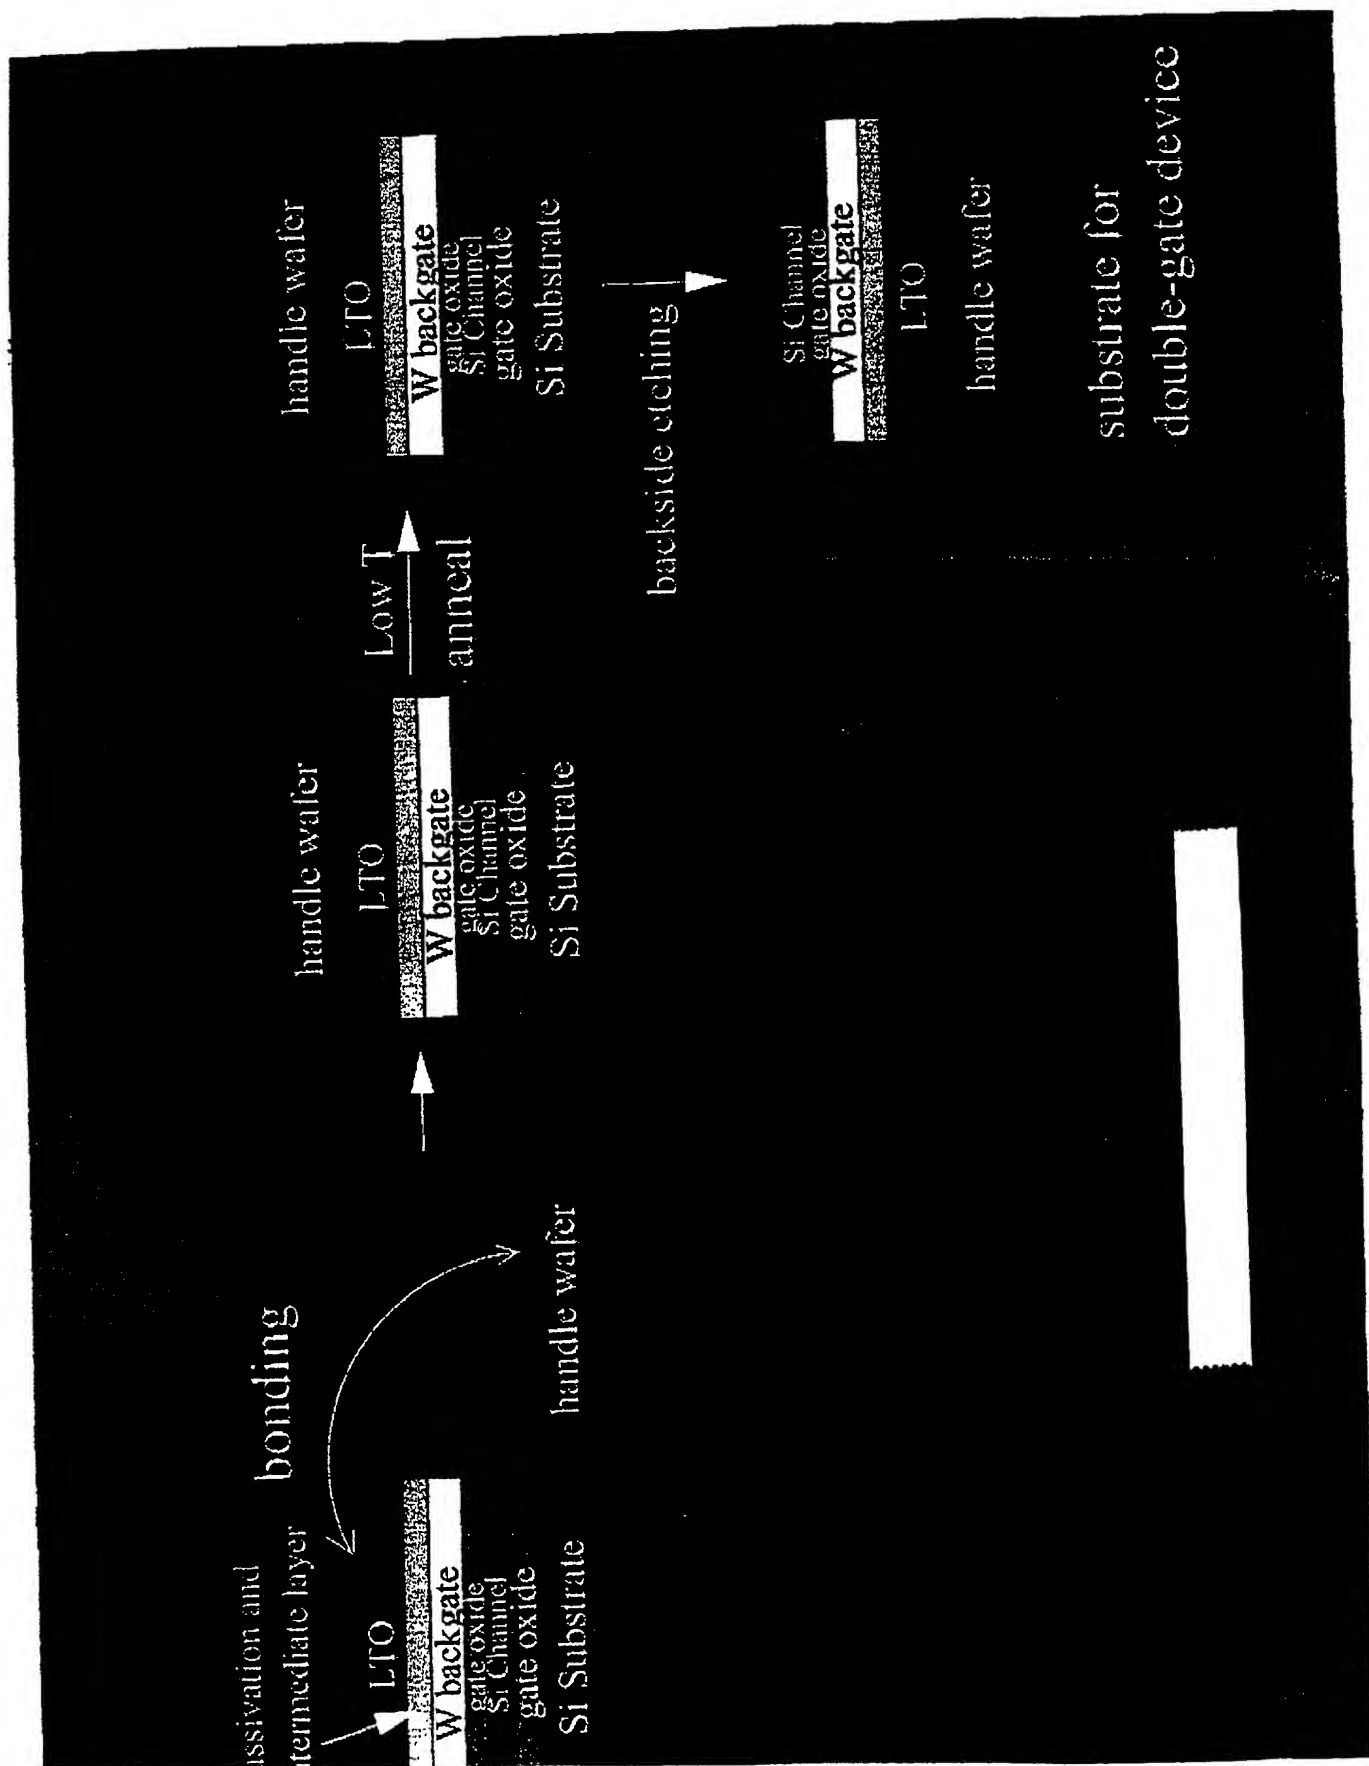 assivation and
termediate layer
bonding
LTO
W backgate
gate oxide
Si Channel
gate oxide
Si Substrate
handle wafer
handle wafer
LTO
W backgate
gate oxide
Si Channel
gate oxide
Si Substrate
Low T
anneal
handle wafer
LTO
W backgate
gate oxide
Si Channel
gate oxide
Si Substrate
backside etching
Si Channel
gate oxide
W backgate
LTO
handle wafer
substrate for
double-gate device